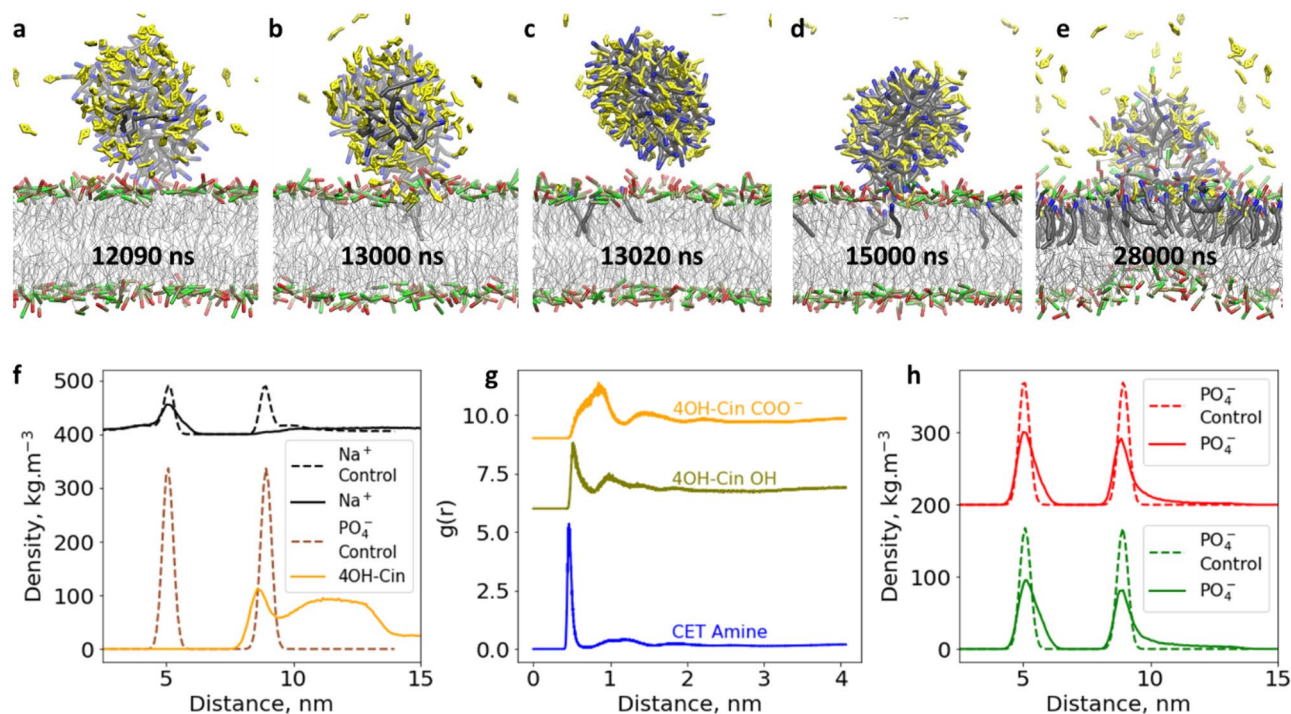 a
b
c
d
e
12090 ns
13000 ns
13020 ns
15000 ns
28000 ns
f
500
400
300
200
100
0
Density, kg.m⁻³
5
10
15
Distance, nm
Na⁺
Control
Na⁺
PO₄⁻
Control
4OH-Cin
g
10.0
7.5
5.0
2.5
0.0
g(r)
0
1
2
3
4
Distance, nm
4OH-Cin COO⁻
4OH-Cin OH
CET Amine
h
300
200
100
0
Density, kg.m⁻³
5
10
15
Distance, nm
PO₄⁻
Control
PO₄⁻
PO₄⁻
Control
PO₄⁻